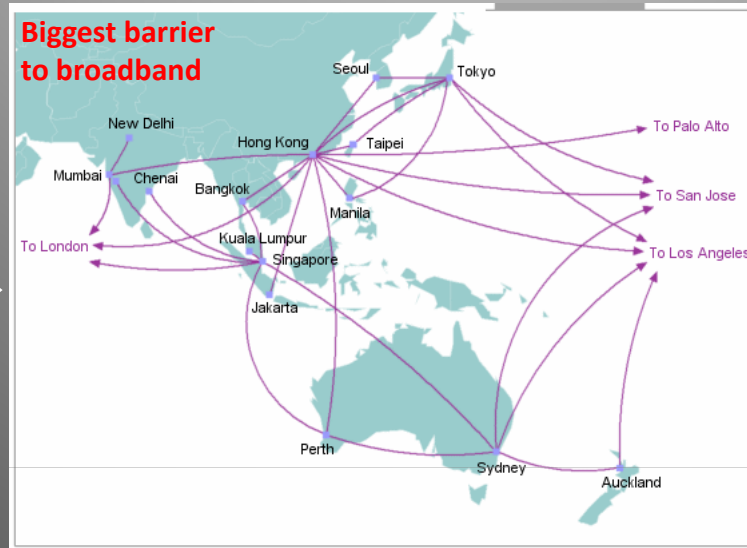 Biggest barrier
to broadband
Seoul
Tokyo
New Delhi
Hong Kong
Taipei
To Palo Alto
Mumbai
Chenai
Bangkok
To San Jose
Manila
To London
Kuala Lumpur
To Los Angeles
Singapore
Jakarta
Perth
Sydney
Auckland